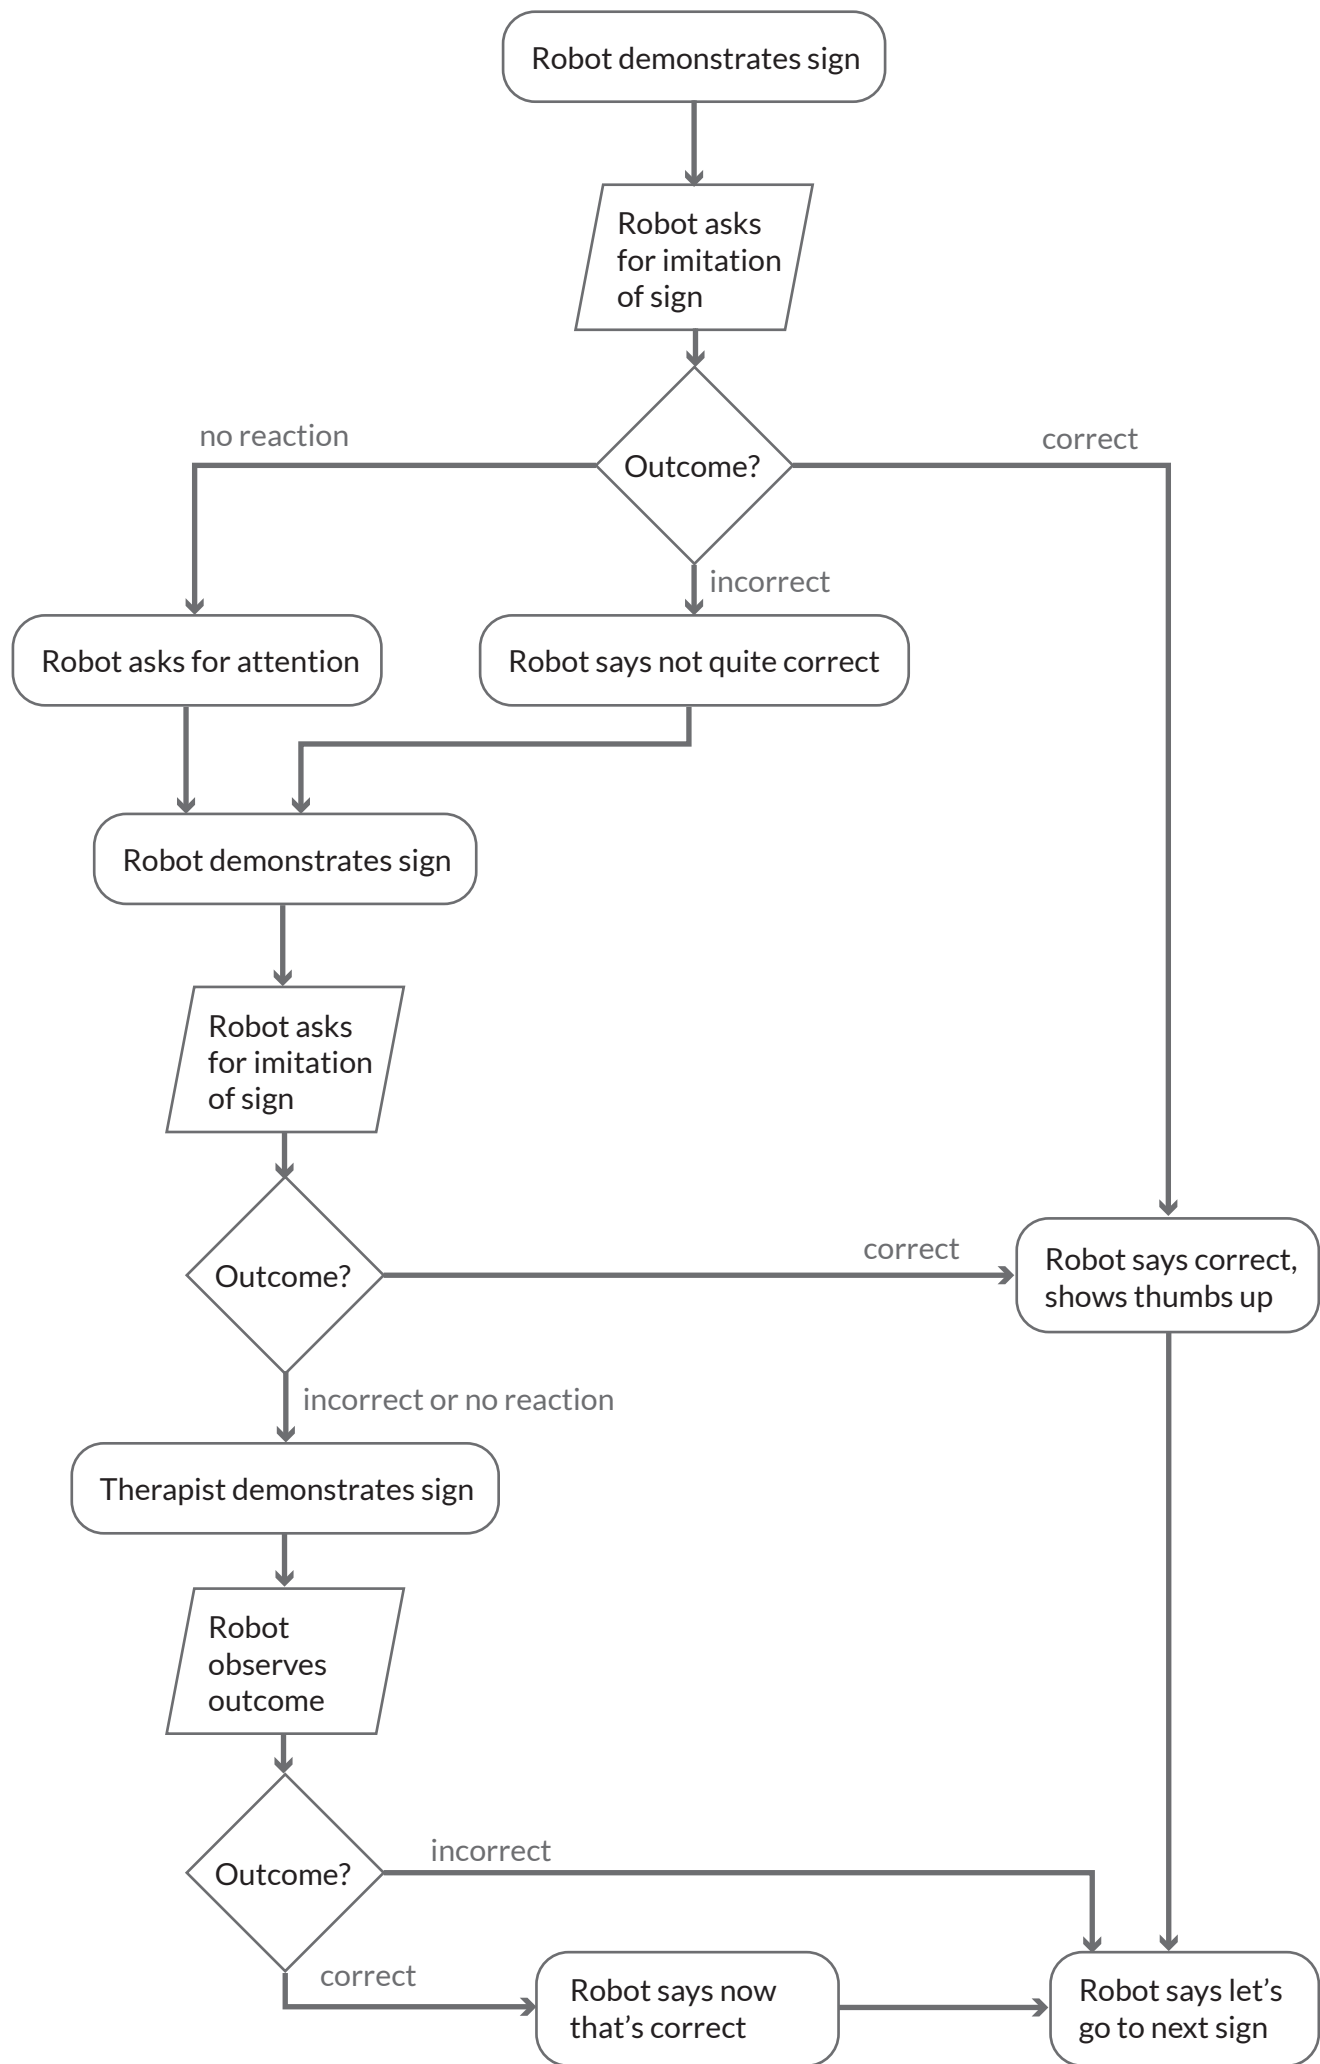 Robot demonstrates sign
Robot asks
for imitation
of sign
no reaction
correct
Outcome?
incorrect
Robot asks for attention
Robot says not quite correct
Robot demonstrates sign
Robot asks
for imitation
of sign
Outcome?
correct
Robot says correct,
shows thumbs up
incorrect or no reaction
Therapist demonstrates sign
Robot
observes
outcome
Outcome?
incorrect
correct
Robot says now
that’s correct
Robot says let’s
go to next sign